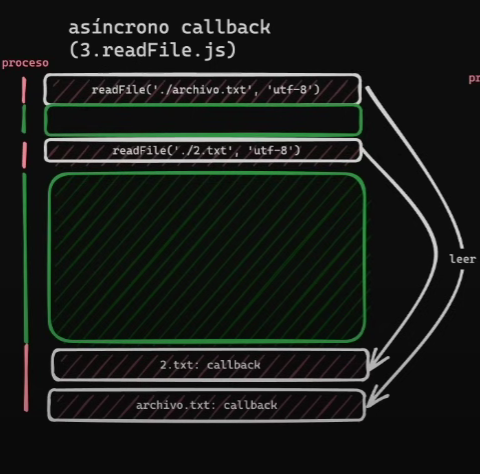 asíncrono callback
(3.readFile.js)
proceso
readFile('./archivo.txt', 'utf-8')
readFile('./2.txt', 'utf-8')
leer
2.txt: callback
archivo.txt: callback